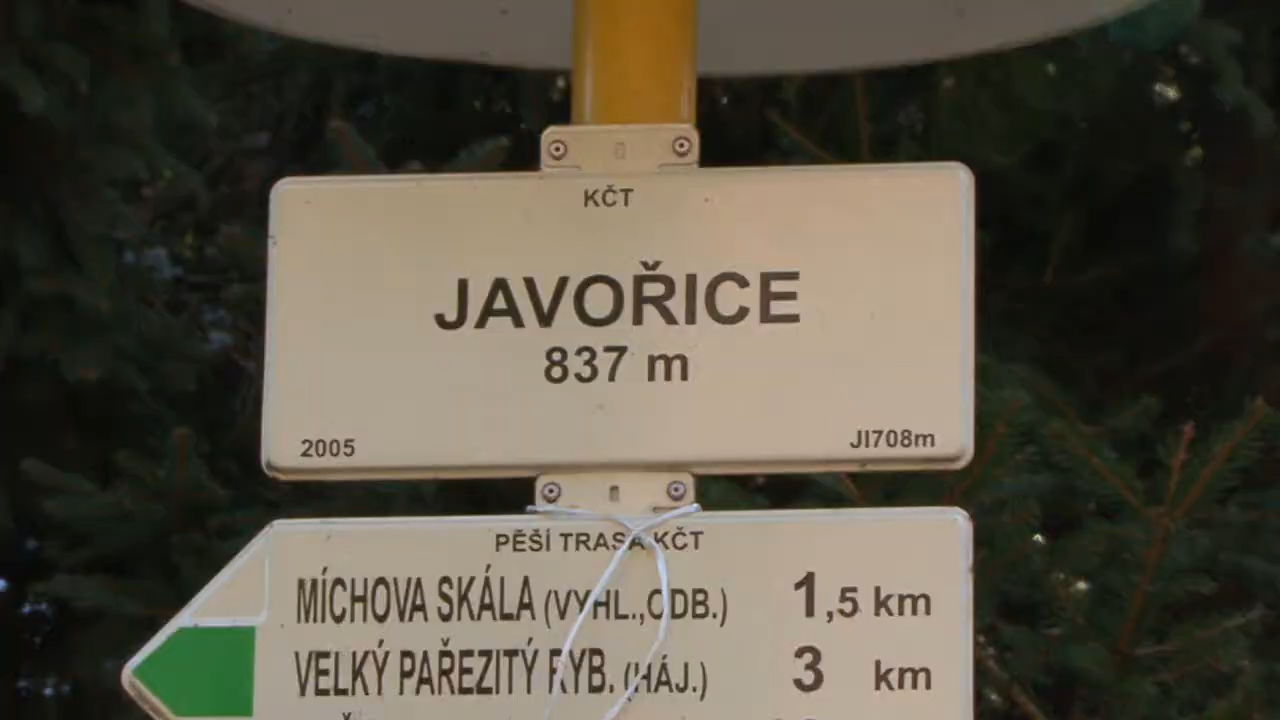 KČT
JAVOŘICE
837 m
2005 JI708m
PĚŠÍ TRASA KČT
MÍCHOVA SKÁLA (VYHL.,ODB.) 1,5 km
VELKÝ PAŘEZITÝ RYB. (HÁJ.) 3 km